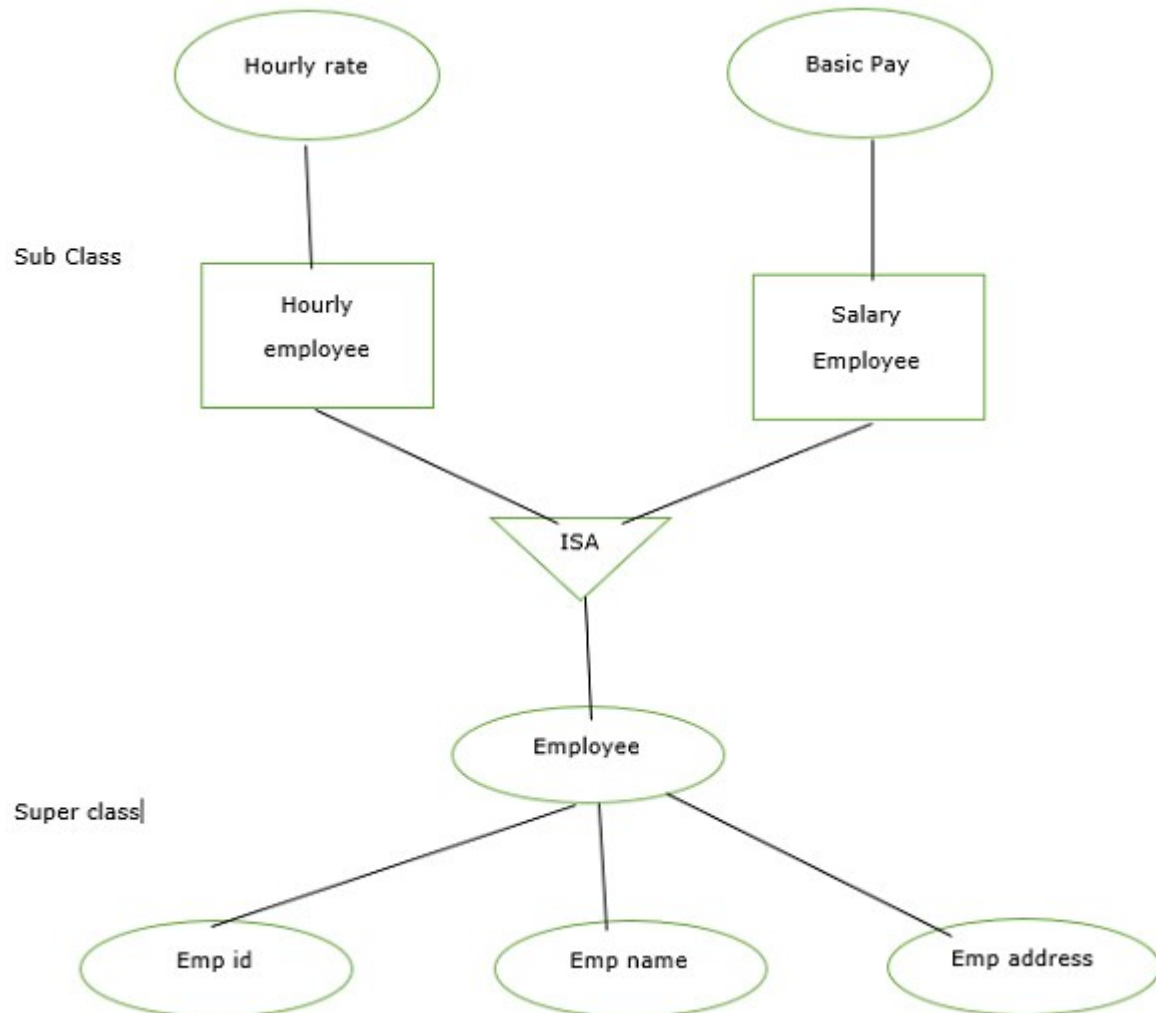 Hourly rate
Basic Pay
Sub Class
Hourly
employee
Salary
Employee
ISA
Employee
Super class
Emp id
Emp name
Emp address